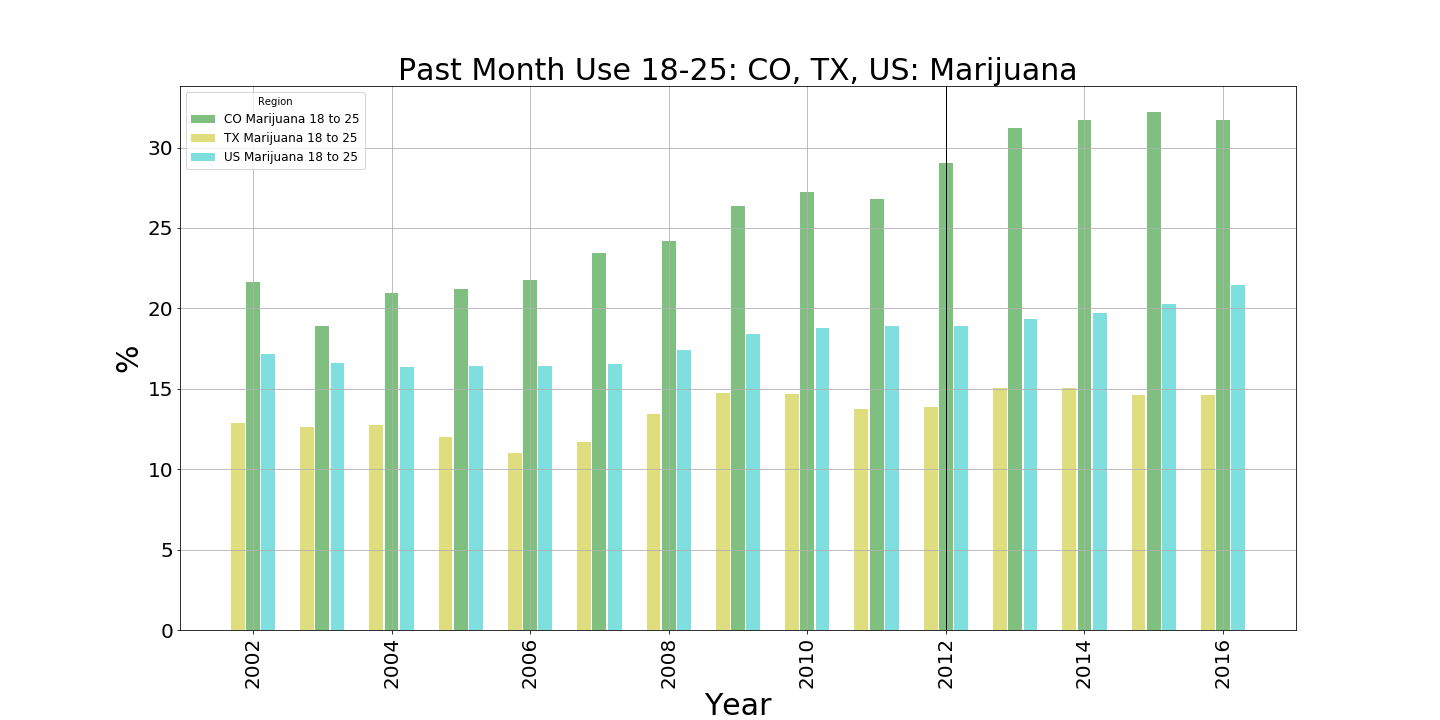 Past Month Use 18-25: CO, TX, US: Marijuana
Region
CO Marijuana 18 to 25
TX Marijuana 18 to 25
US Marijuana 18 to 25
30
25
20
15
10
5
0
%
2002 2004 2006 2008 2010 2012 2014 2016
Year